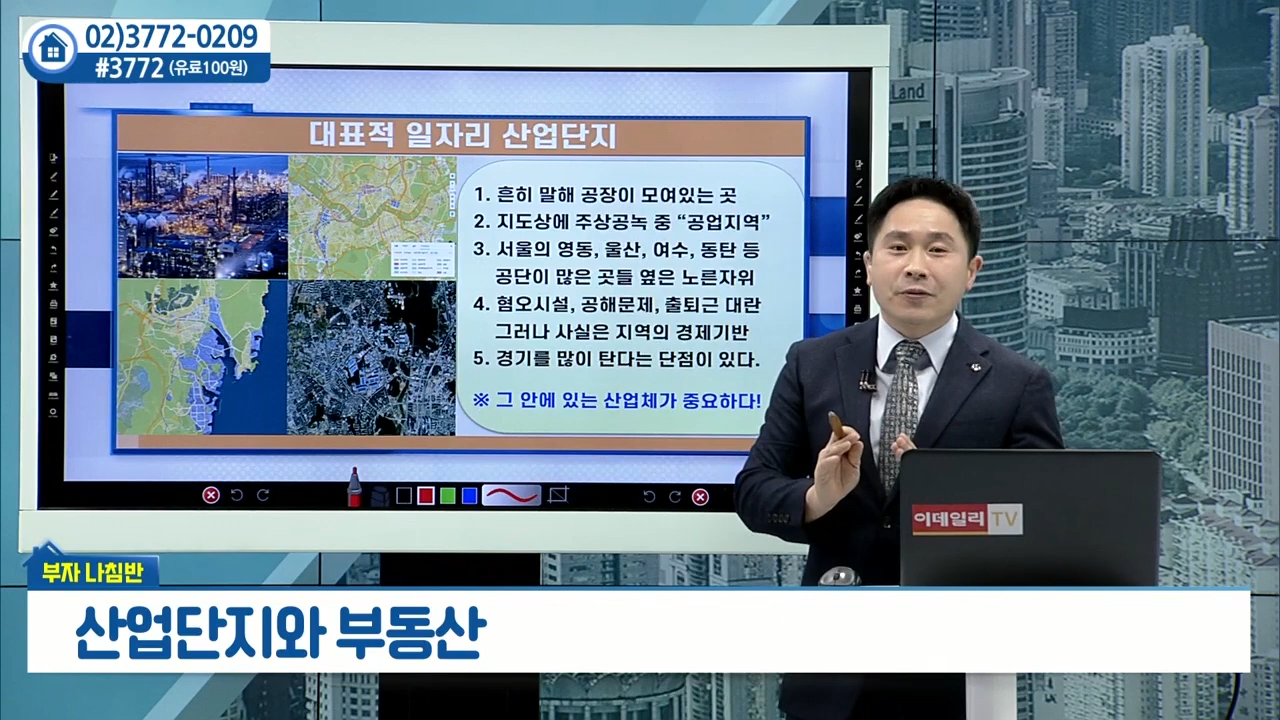 02)3772-0209
#3772 (유료100원)
Land
대표적 일자리 산업단지
1. 흔히 말해 공장이 모여있는 곳
2. 지도상에 주상공녹 중 “공업지역”
3. 서울의 영동, 울산, 여수, 동탄 등
공단이 많은 곳들 옆은 노른자위
4. 혐오시설, 공해문제, 출퇴근 대란
그러나 사실은 지역의 경제기반
5. 경기를 많이 탄다는 단점이 있다.
※ 그 안에 있는 산업체가 중요하다!
이데일리 TV
부자 나침반
산업단지와 부동산